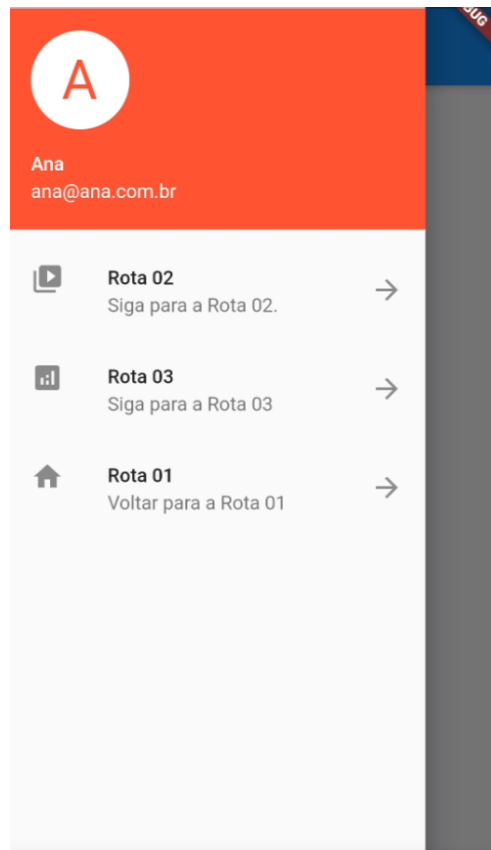 A
Ana
ana@ana.com.br
Rota 02
Siga para a Rota 02.
Rota 03
Siga para a Rota 03
Rota 01
Voltar para a Rota 01